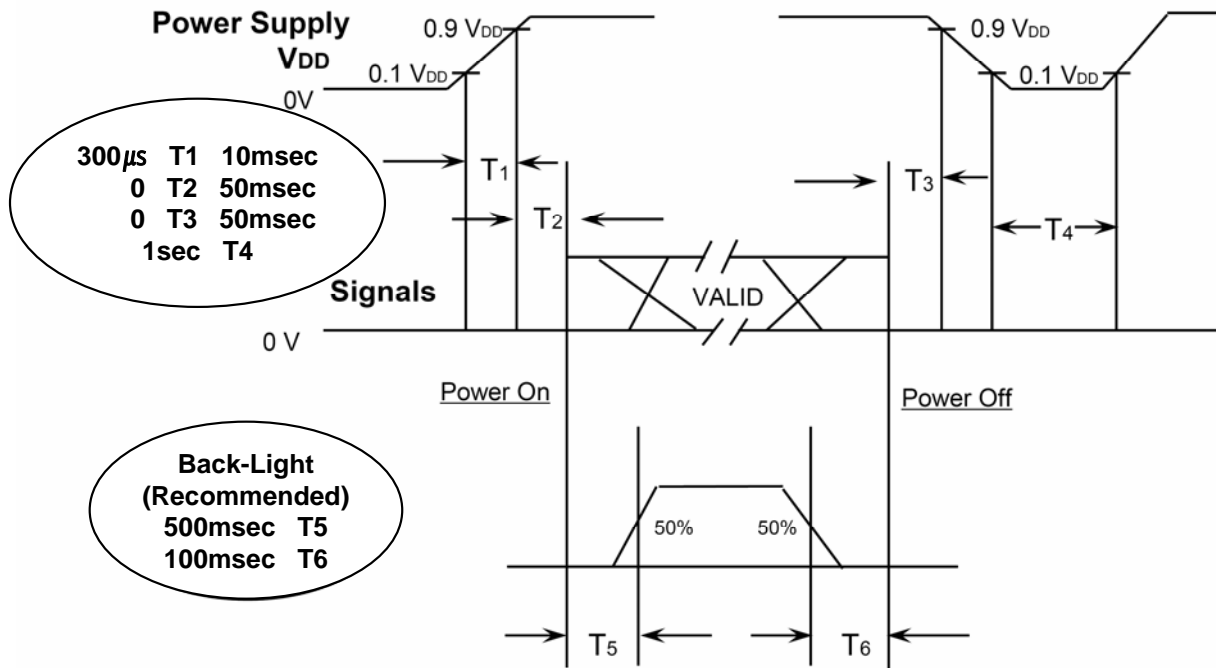 Power Supply
VDD
0.9 VDD
0.9 VDD
0.1 VDD
0.1 VDD
0V
300㎲ T1 10msec
0 T2 50msec
0 T3 50msec
1sec T4
T1
T2
T3
T4
Signals
VALID
0 V
Power On
Power Off
Back-Light
(Recommended)
500msec T5
100msec T6
50%
50%
T5
T6